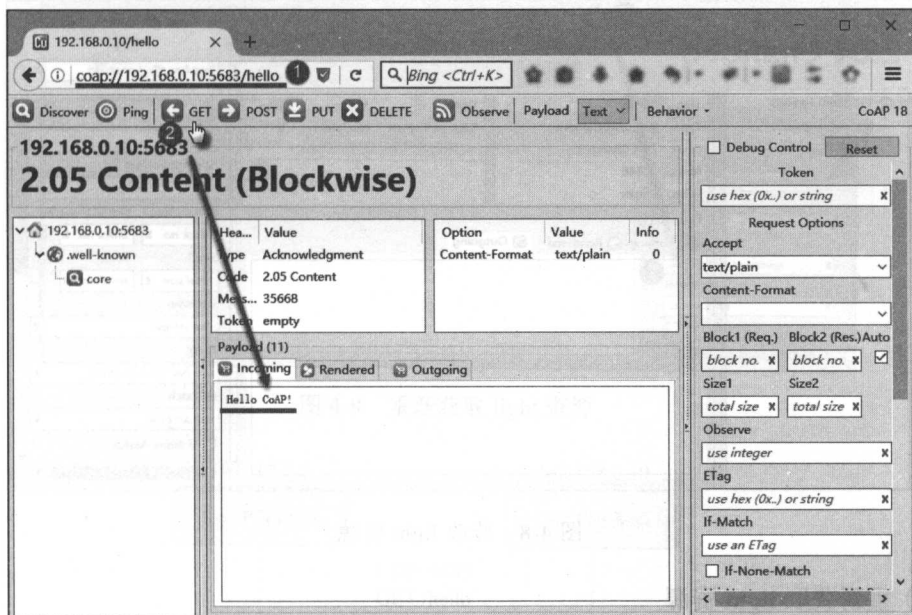 192.168.0.10/hello
coap://192.168.0.10:5683/hello
1
Bing <Ctrl+K>
Discover Ping GET POST PUT DELETE Observe Payload Text Behavior CoAP 18
2
192.168.0.10:5683
2.05 Content (Blockwise)
192.168.0.10:5683
.well-known
core
Hea... Value
Type Acknowledgment
Code 2.05 Content
Mess... 35668
Token empty
Option Value Info
Content-Format text/plain 0
Payload (11)
Incoming Rendered Outgoing
Hello CoAP!
Debug Control Reset
Token
use hex (0x..) or string x
Request Options
Accept
text/plain
Content-Format
Block1 (Req.) Block2 (Res.) Auto
block no. x block no. x
Size1 Size2
total size x total size x
Observe
use integer x
ETag
use hex (0x..) or string x
If-Match
use an ETag x
If-None-Match